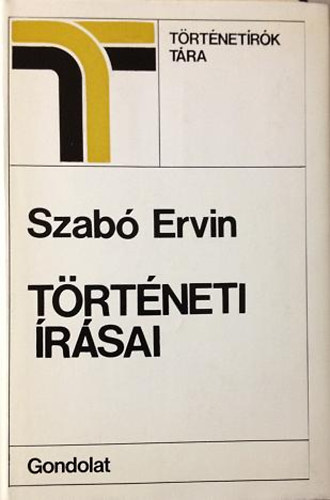 TÖRTÉNETÍRÓK
TÁRA
Szabó Ervin
TÖRTÉNETI
ÍRÁSAI
Gondolat